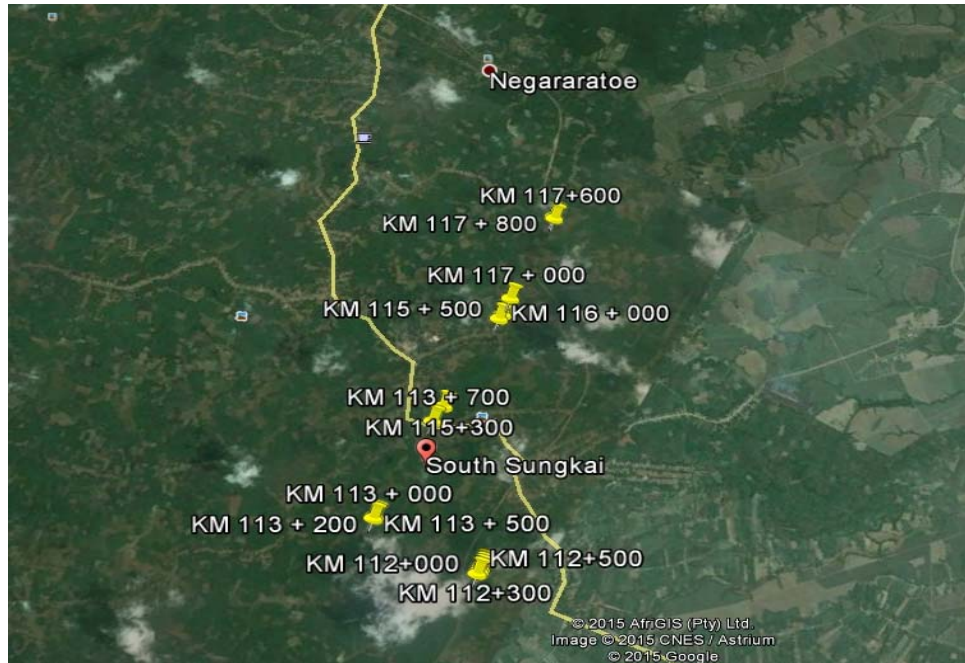 Negararatoe
KM 117+600
KM 117 + 800
KM 117 + 000
KM 115 + 500
KM 116 + 000
KM 113 + 700
KM 115+300
South Sungkai
KM 113 + 000
KM 113 + 200
KM 113 + 500
KM 112+000
KM 112+500
KM 112+300
© 2015 AfriGIS (Pty) Ltd.
Image © 2015 CNES / Astrium
© 2015 Google